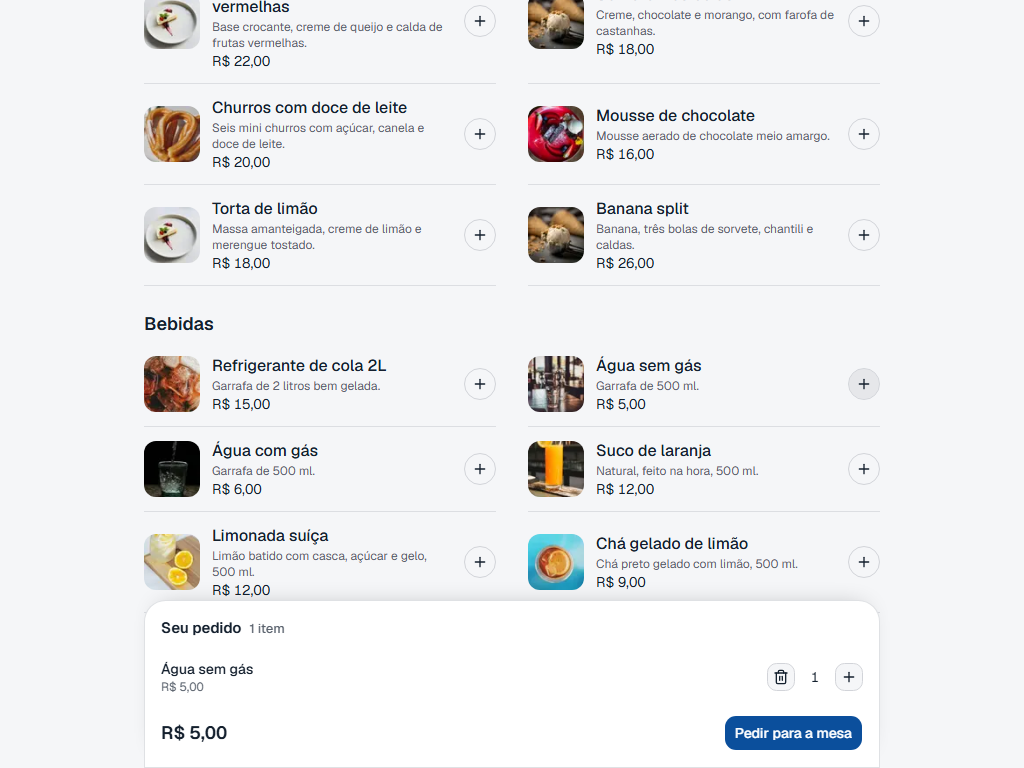 vermelhas
Base crocante, creme de queijo e calda de
frutas vermelhas.
R$ 22,00
Creme, chocolate e morango, com farofa de
castanhas.
R$ 18,00
Churros com doce de leite
Seis mini churros com açúcar, canela e
doce de leite.
R$ 20,00
Mousse de chocolate
Mousse aerado de chocolate meio amargo.
R$ 16,00
Torta de limão
Massa amanteigada, creme de limão e
merengue tostado.
R$ 18,00
Banana split
Banana, três bolas de sorvete, chantili e
caldas.
R$ 26,00
Bebidas
Refrigerante de cola 2L
Garrafa de 2 litros bem gelada.
R$ 15,00
Água sem gás
Garrafa de 500 ml.
R$ 5,00
Água com gás
Garrafa de 500 ml.
R$ 6,00
Suco de laranja
Natural, feito na hora, 500 ml.
R$ 12,00
Limonada suíça
Limão batido com casca, açúcar e gelo,
500 ml.
R$ 12,00
Chá gelado de limão
Chá preto gelado com limão, 500 ml.
R$ 9,00
Seu pedido 1 item
Água sem gás
R$ 5,00
1
R$ 5,00
Pedir para a mesa